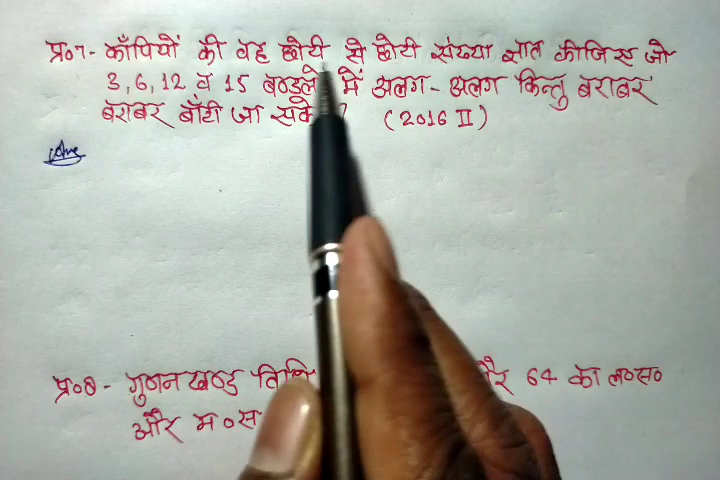 प्र०7- काँपियों की वह छोटी से छोटी संख्या ज्ञात कीजिए जो
3, 6, 12 व 15 बण्डलो में अलग-अलग किन्तु बराबर
बराबर बाँटी जा सके? (2016 II)
प्र०8- गुणनखण्ड 64 का ल०स०
और म०स